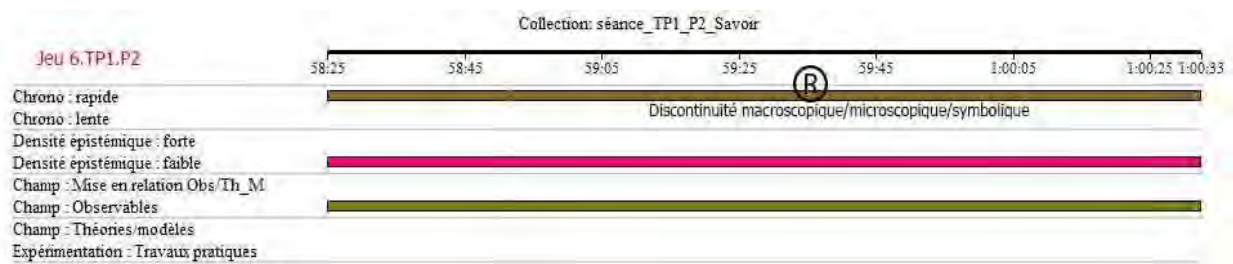 Collection: séance_TP1_P2_Savoir
Jeu 6.TP1.P2
58:25 58:45 59:05 59:25 59:45 1:00:05 1:00:25 1:00:33
Chrono : rapide
R
Discontinuité macroscopique/microscopique/symbolique
Chrono : lente
Densité épistémique : forte
Densité épistémique : faible
Champ : Mise en relation Obs/Th_M
Champ : Observables
Champ : Théories/modèles
Expérimentation : Travaux pratiques